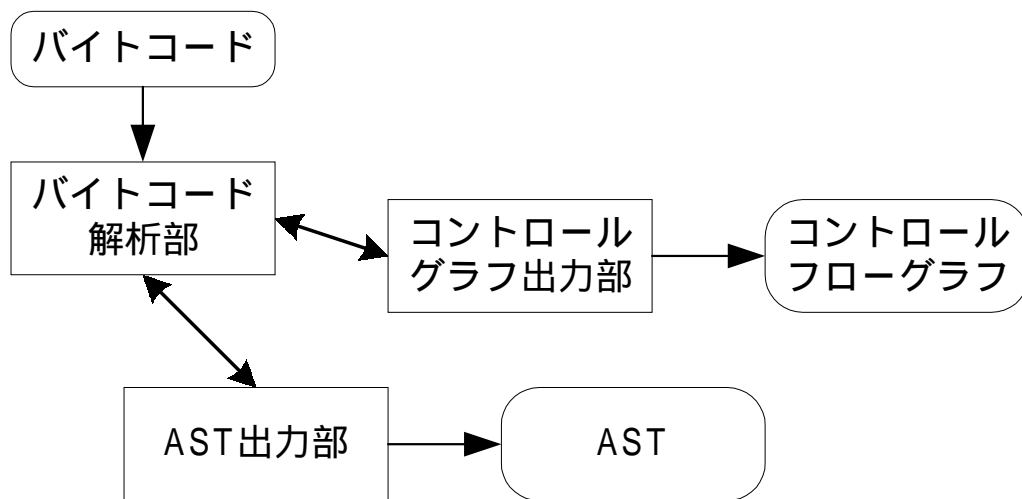 バイトコード
バイトコード
解析部
コントロール
グラフ出力部
コントロール
フローグラフ
AST出力部
AST